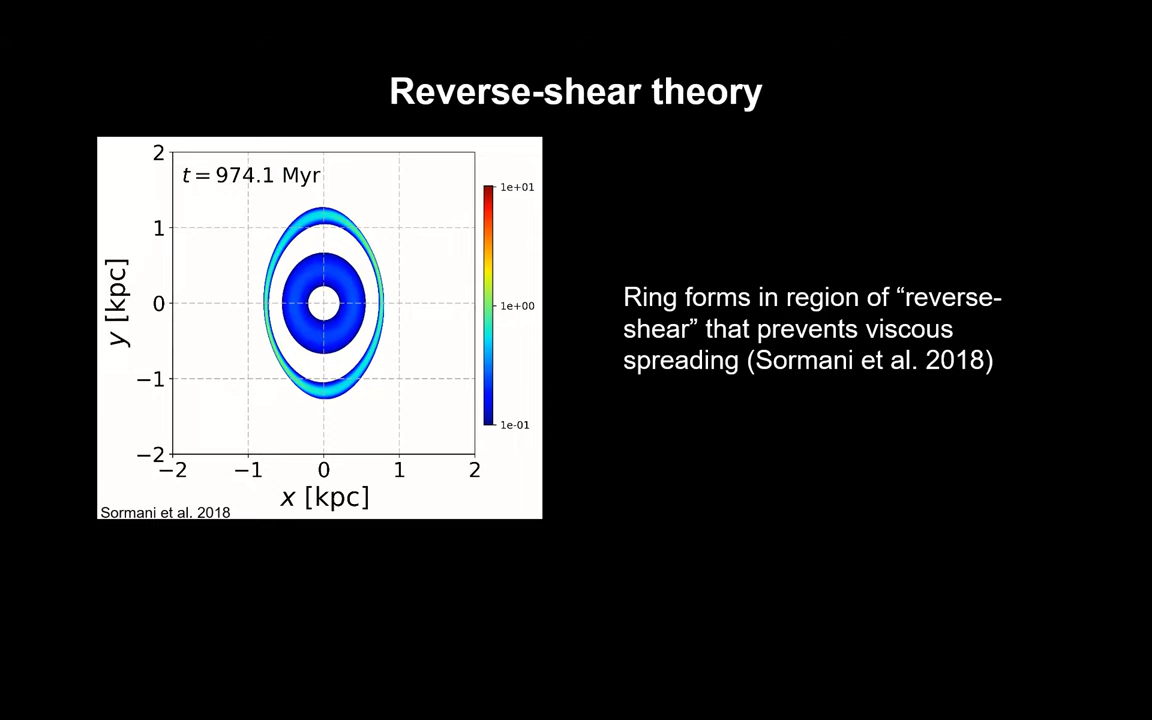 Reverse-shear theory
2
t = 974.1 Myr
1e+01
1
1e+00
0
y [kpc]
−1
1e-01
−2
−2 −1 0 1 2
x [kpc]
Sormani et al. 2018
Ring forms in region of “reverse-
shear” that prevents viscous
spreading (Sormani et al. 2018)